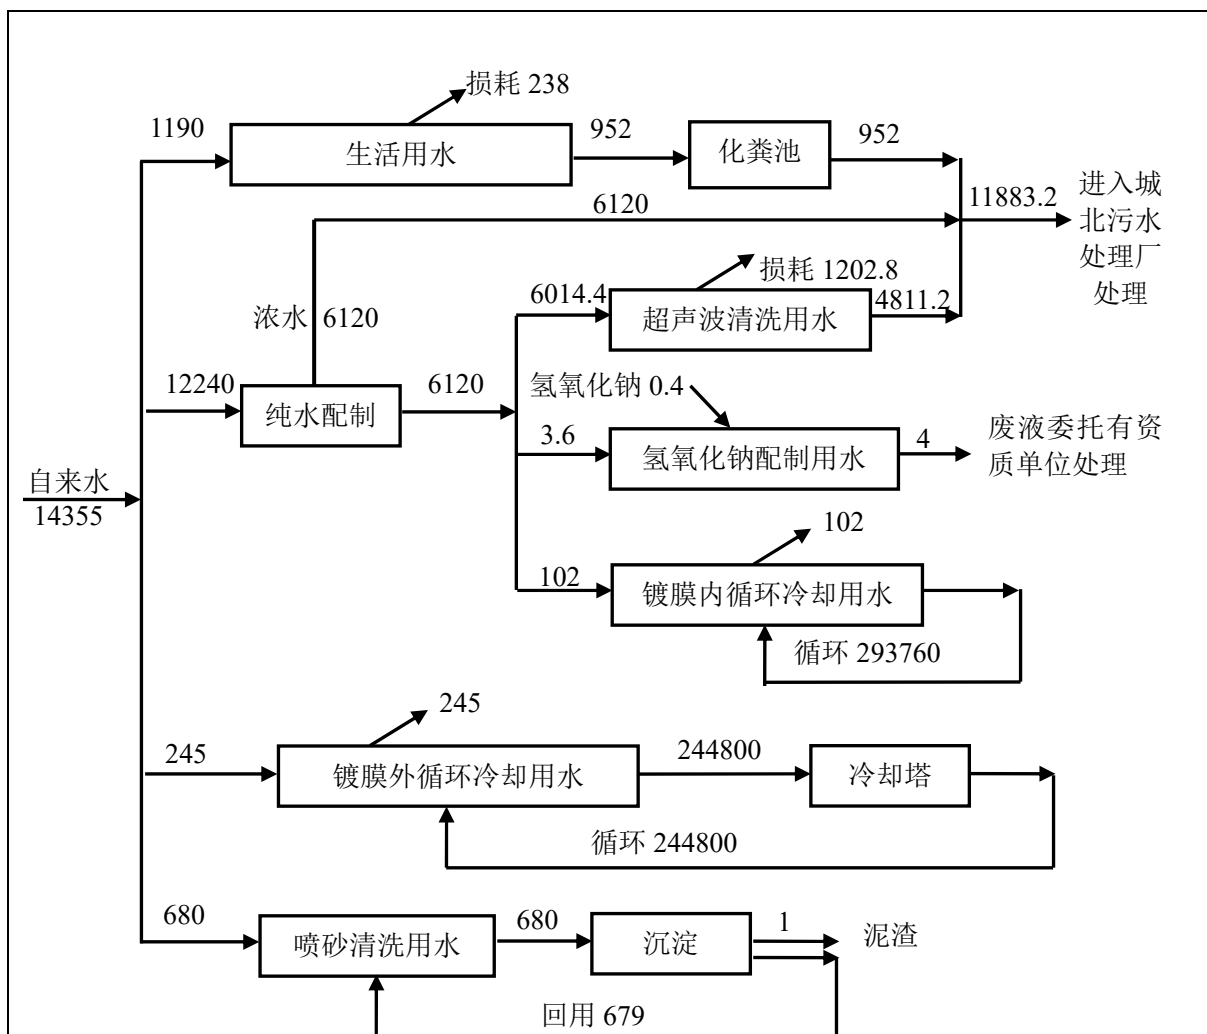 损耗 238
1190
生活用水
952
化粪池
952
进入城
北污水
处理厂
处理
11883.2
6120
损耗 1202.8
6014.4
超声波清洗用水
4811.2
浓水
6120
12240
纯水配制
6120
氢氧化钠 0.4
3.6
氢氧化钠配制用水
4
废液委托有资
质单位处理
自来水
14355
102
102
镀膜内循环冷却用水
循环 293760
245
245
镀膜外循环冷却用水
244800
冷却塔
循环 244800
680
喷砂清洗用水
680
沉淀
1
泥渣
回用 679